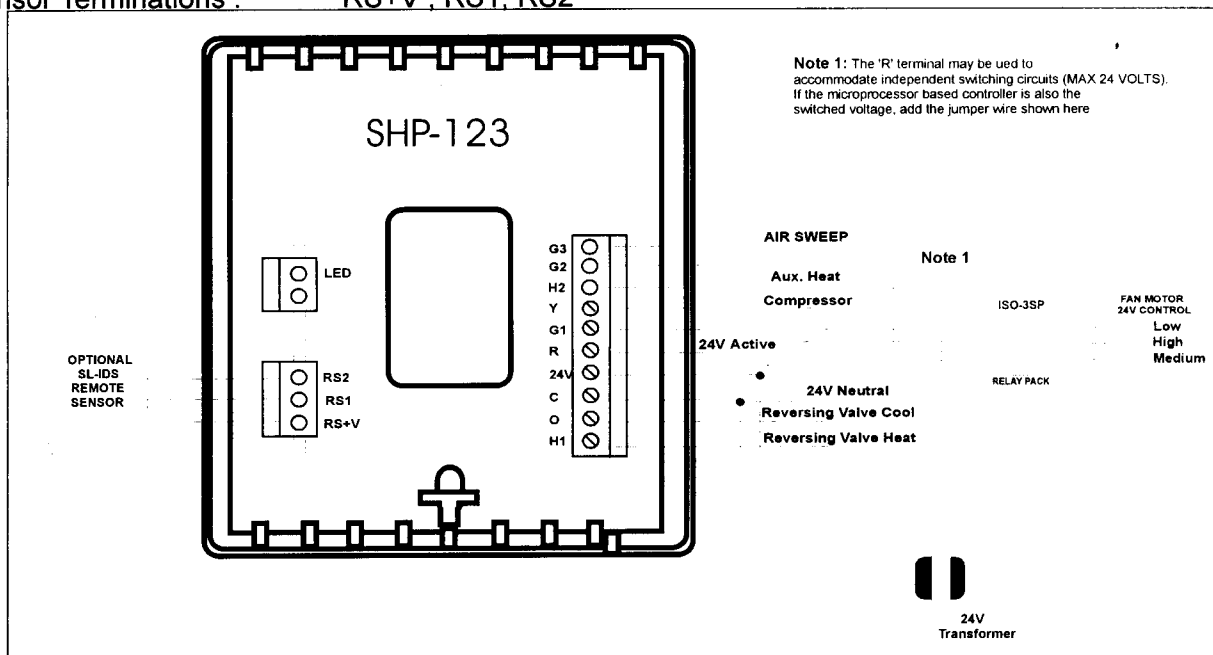 Terminations : RS+V , RS1, RS2
Note 1: The 'R' terminal may be ued to
accommodate independent switching circuits (MAX 24 VOLTS).
If the microprocessor based controller is also the
switched voltage, add the jumper wire shown here
SHP-123
LED
RS2
RS1
RS+V
OPTIONAL
SL-IDS
REMOTE
SENSOR
G3
G2
H2
Y
G1
R
24V
C
O
H1
AIR SWEEP
Aux. Heat
Compressor
24V Active
24V Neutral
Reversing Valve Cool
Reversing Valve Heat
Note 1
ISO-3SP
RELAY PACK
FAN MOTOR
24V CONTROL
Low
High
Medium
24V
Transformer